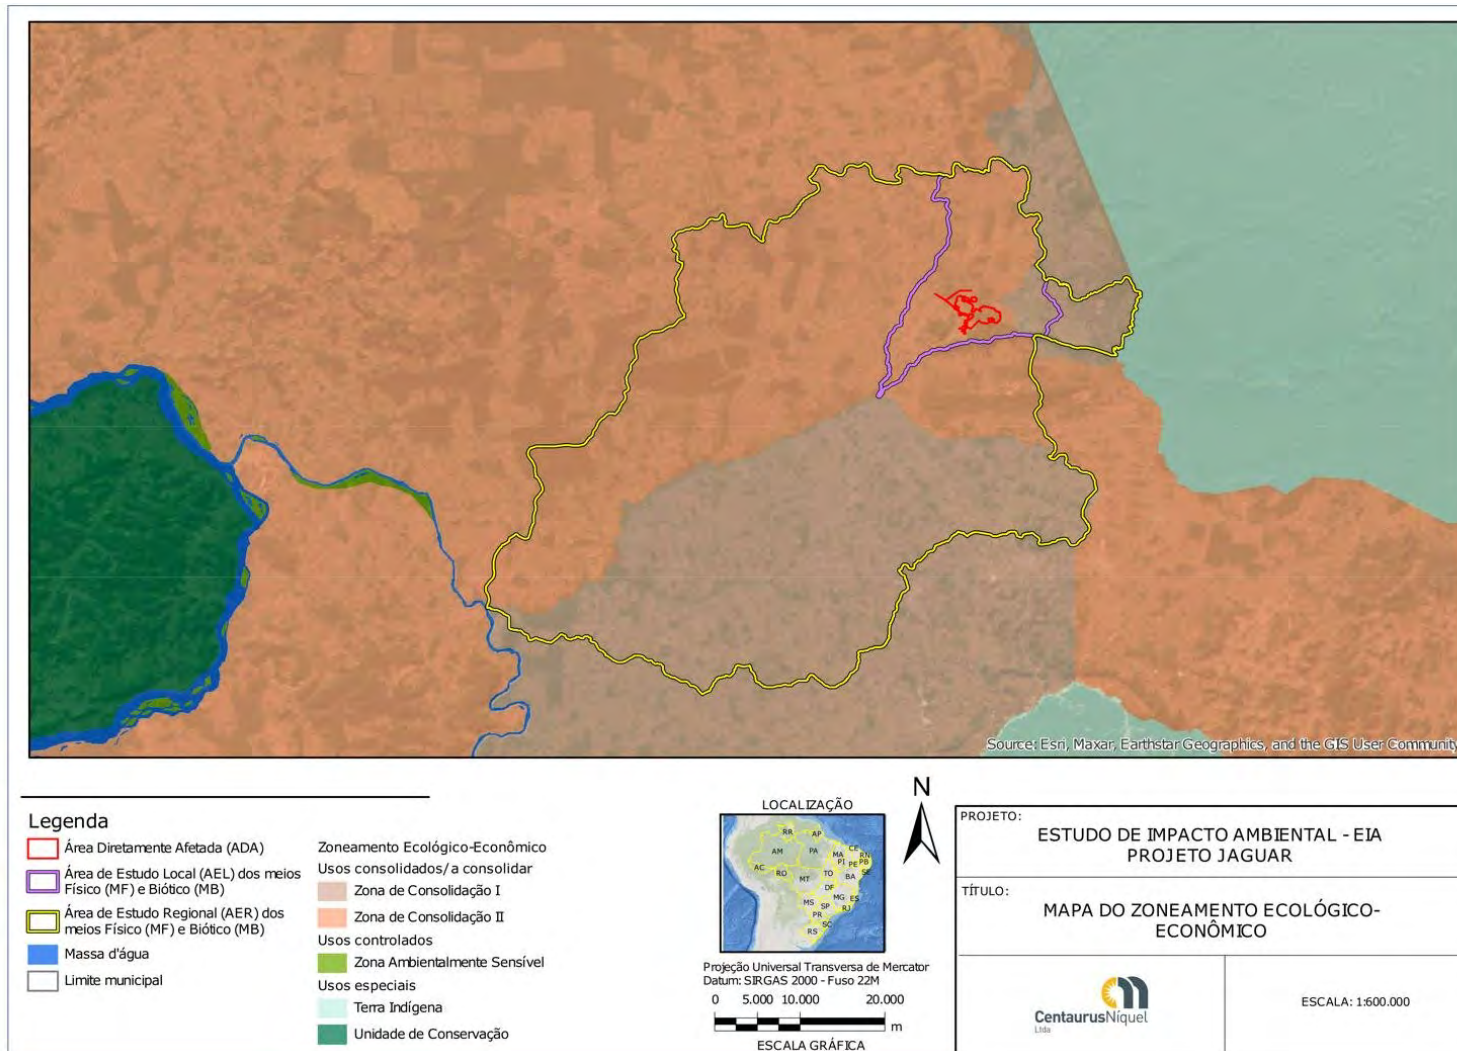 Source: Esri, Maxar, Earthstar Geographics, and the GIS User Community
Legenda
Área Diretamente Afetada (ADA)
Área de Estudo Local (AEL) dos meios
Físico (MF) e Biótico (MB)
Área de Estudo Regional (AER) dos
meios Físico (MF) e Biótico (MB)
Massa d'água
Limite municipal
Zoneamento Ecológico-Econômico
Usos consolidados/a consolidar
Zona de Consolidação I
Zona de Consolidação II
Usos controlados
Zona Ambientalmente Sensível
Usos especiais
Terra Indígena
Unidade de Conservação
LOCALIZAÇÃO
RR AP
AM PA MA CE RN
PI PE PB
AC RO TO SE
MT BA
DF
MS MG ES
SP RJ
PR
SC
RS
Projeção Universal Transversa de Mercator
Datum: SIRGAS 2000 - Fuso 22M
0 5.000 10.000 20.000
m
ESCALA GRÁFICA
N
PROJETO:
ESTUDO DE IMPACTO AMBIENTAL - EIA
PROJETO JAGUAR
TÍTULO:
MAPA DO ZONEAMENTO ECOLÓGICO-
ECONÔMICO
CentaurusNíquel
Ltda
ESCALA: 1:600.000